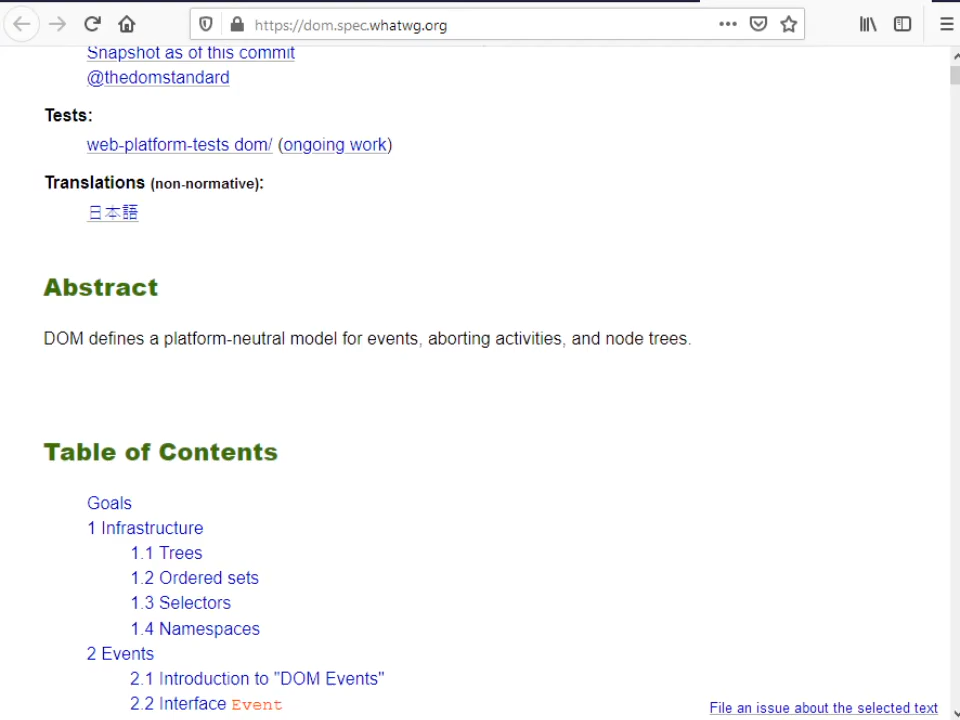 https://dom.spec.whatwg.org
Snapshot as of this commit
@thedomstandard
Tests:
web-platform-tests dom/ (ongoing work)
Translations (non-normative):
日本語
Abstract
DOM defines a platform-neutral model for events, aborting activities, and node trees.
Table of Contents
Goals
1 Infrastructure
1.1 Trees
1.2 Ordered sets
1.3 Selectors
1.4 Namespaces
2 Events
2.1 Introduction to "DOM Events"
2.2 Interface Event
File an issue about the selected text